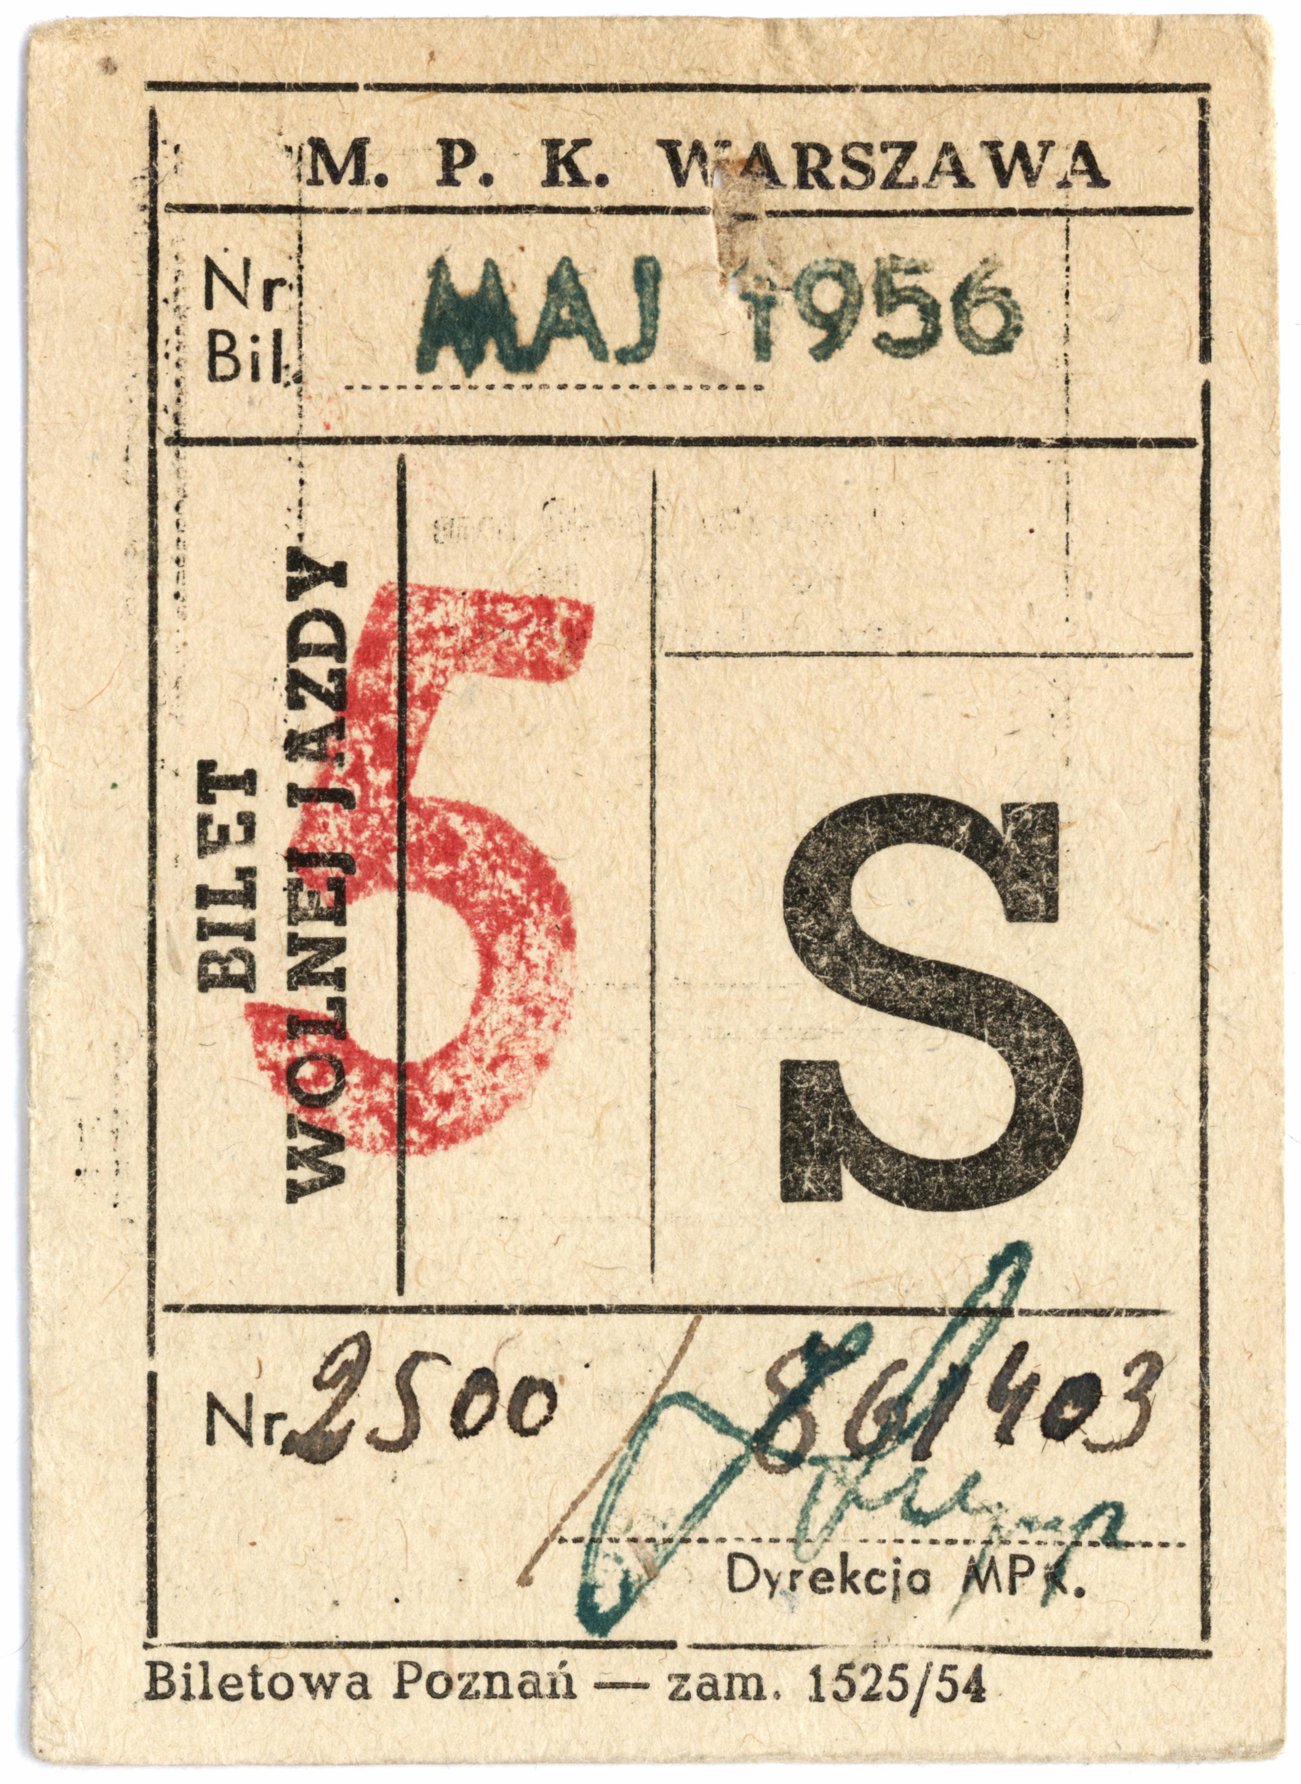 M. P. K. WARSZAWA
Nr
Bil.
MAJ 1956
BILET
WOLNEJ JAZDY
5
S
Nr. 2500 / 861403
Dyrekcja MPK.
Biletowa Poznań — zam. 1525/54